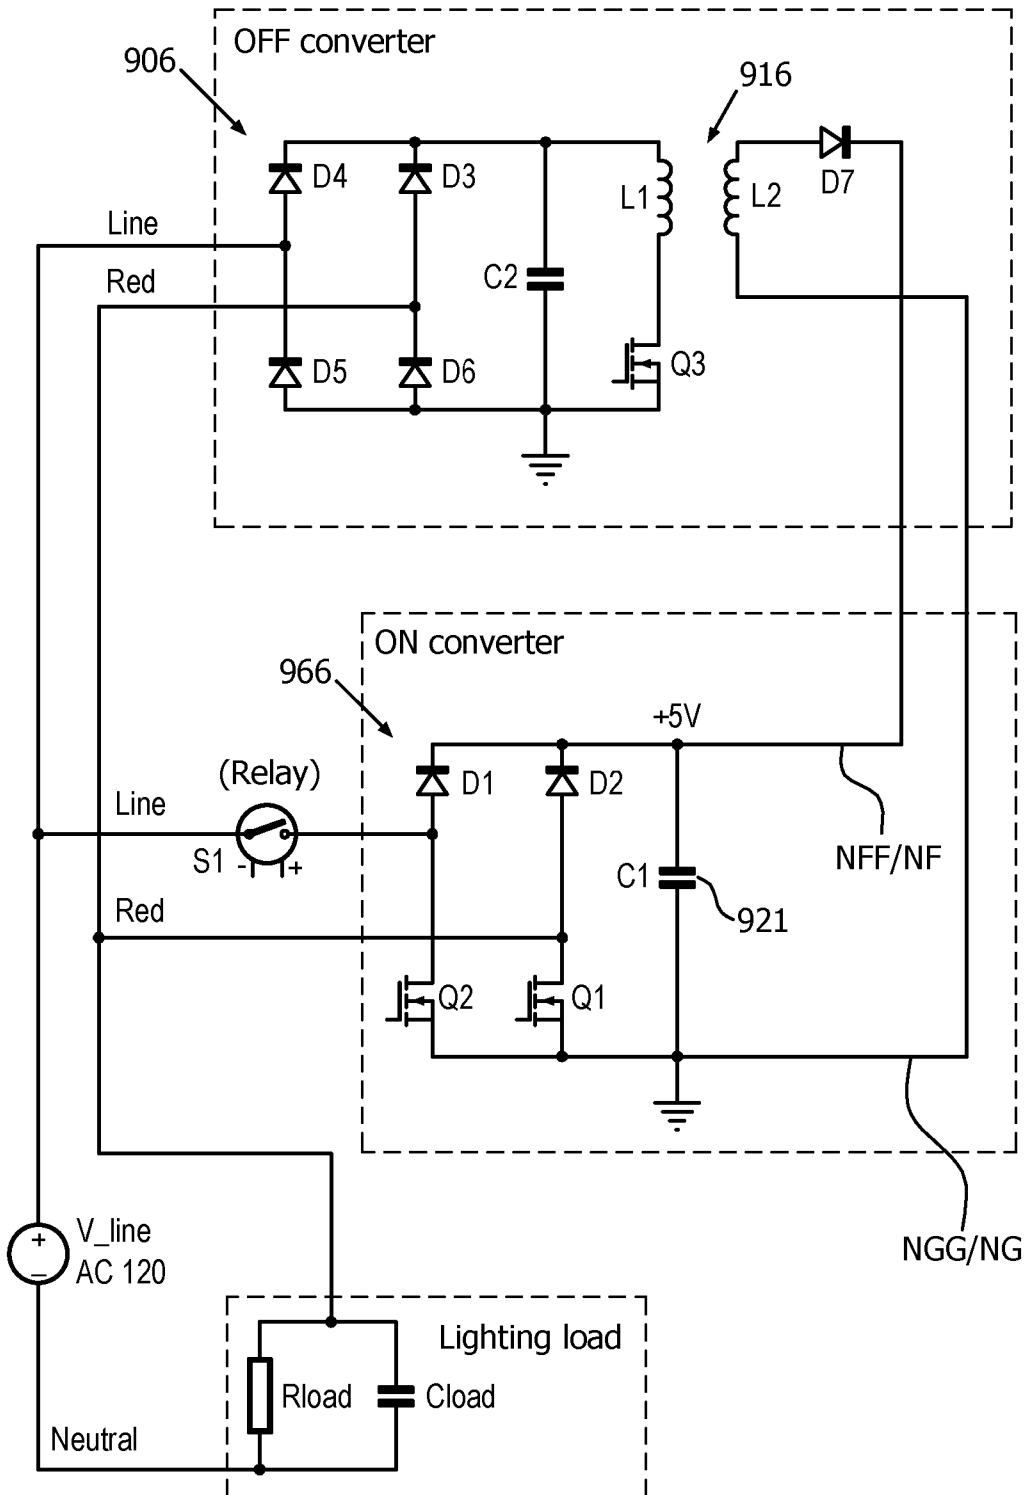 OFF converter
906
916
D4
D3
L1
L2
D7
Line
Red
C2
D5
D6
Q3
ON converter
966
+5V
(Relay)
D1
D2
Line
S1
-
+
NFF/NF
C1
921
Red
Q2
Q1
NGG/NG
+
–
V_line
AC 120
Lighting load
Rload
Cload
Neutral